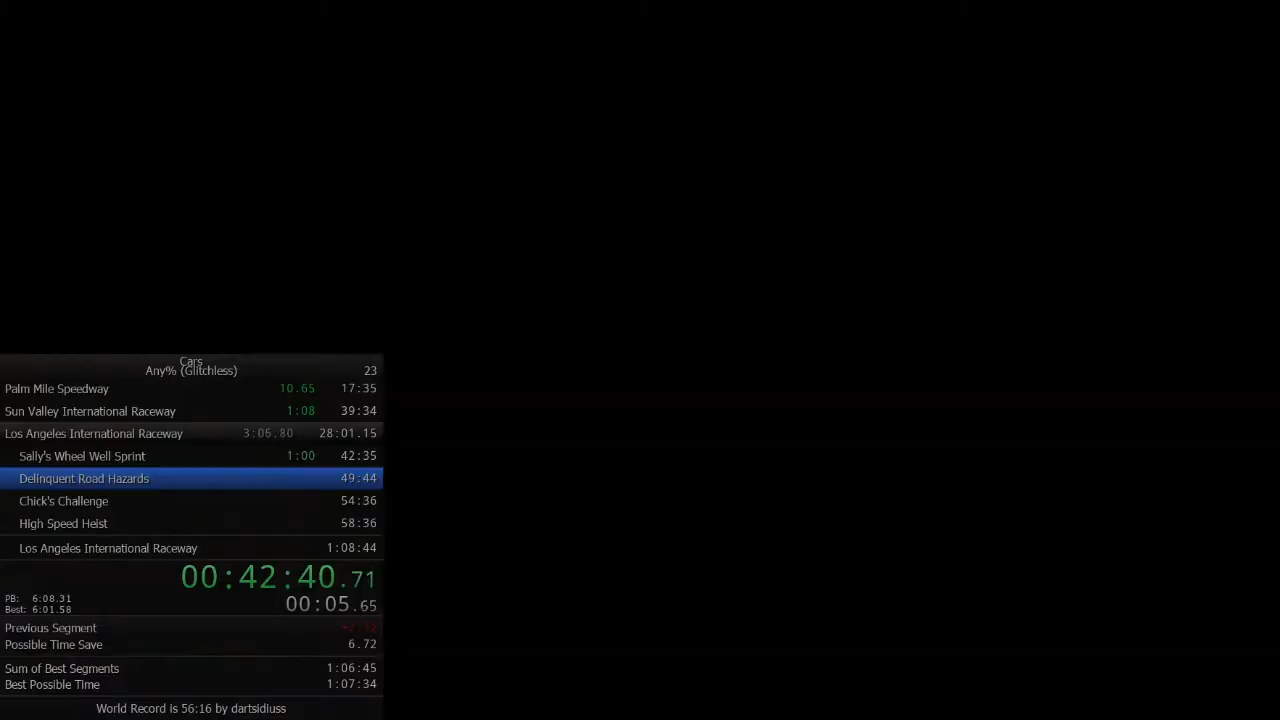 Cars
Any% (Glitchless) 23
Palm Mile Speedway 10.65 17:35
Sun Valley International Raceway 1:08 39:34
Los Angeles International Raceway 3:06.80 28:01.15
Sally's Wheel Well Sprint 1:00 42:35
Delinquent Road Hazards 49:44
Chick's Challenge 54:36
High Speed Heist 58:36
Los Angeles International Raceway 1:08:44
00:42:40.71
PB: 6:08.31
00:05.65
Best: 6:01.58
Previous Segment
Possible Time Save 6.72
Sum of Best Segments 1:06:45
Best Possible Time 1:07:34
World Record is 56:16 by dartsidiuss